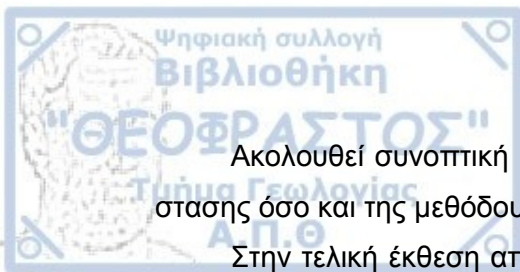 Ψηφιακή συλλογή
Βιβλιοθήκη
"ΘΕΟΦΡΑΣΤΟΣ"
Ακολουθεί συνοπτική
Τμήμα Γεωλογίας
στασης όσο και της μεθόδου
Α.Π.Θ
Στην τελική έκθεση απ